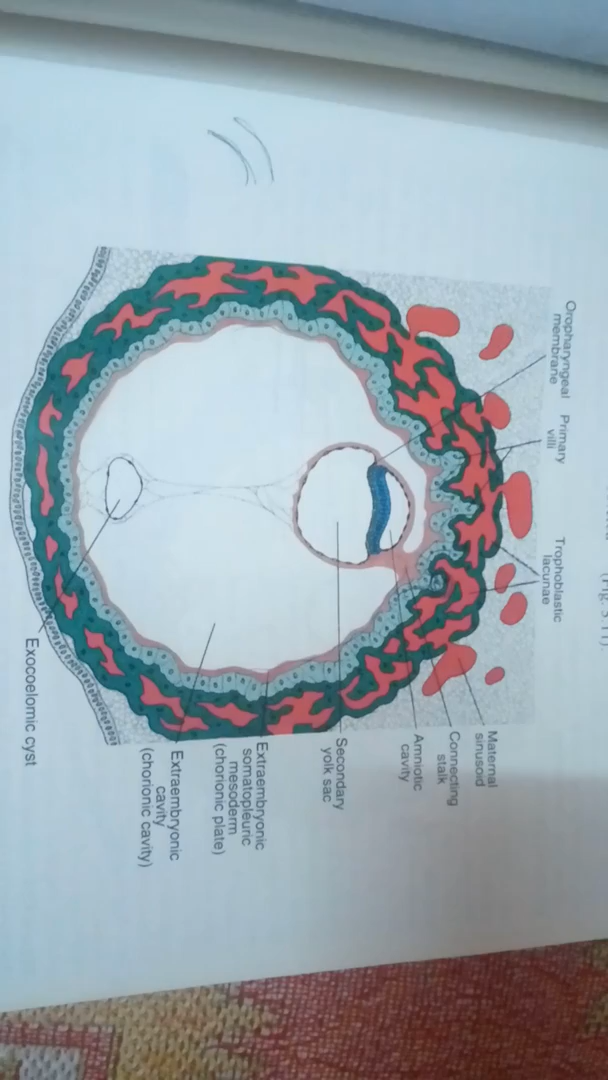 (Fig. 5.11).
Oropharyngeal
membrane
Primary
villi
Trophoblastic
lacunae
Maternal
sinusoid
Connecting
stalk
Amniotic
cavity
Secondary
yolk sac
Extraembryonic
somatopleuric
mesoderm
(chorionic plate)
Extraembryonic
cavity
(chorionic cavity)
Exocoelomic cyst